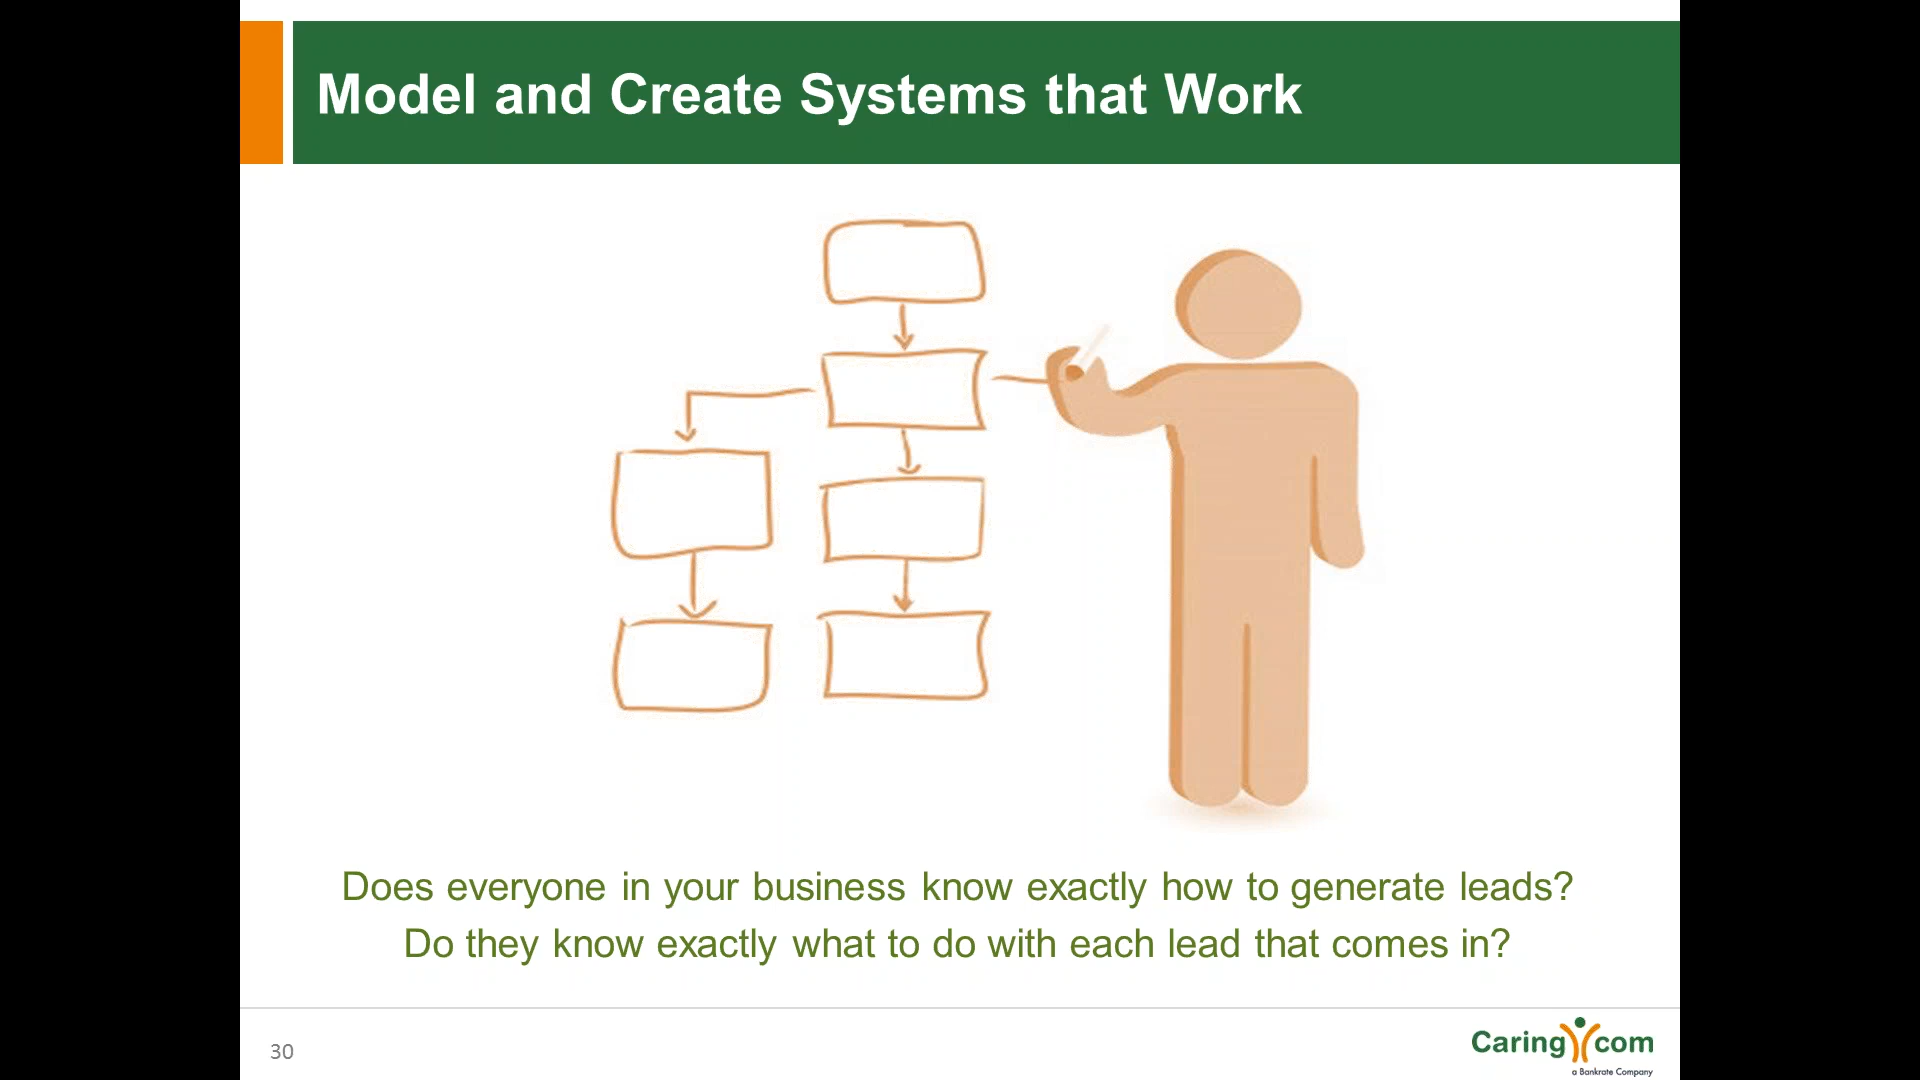 Model and Create Systems that Work
Does everyone in your business know exactly how to generate leads?
Do they know exactly what to do with each lead that comes in?
30
Caring com
a Bankrate Company